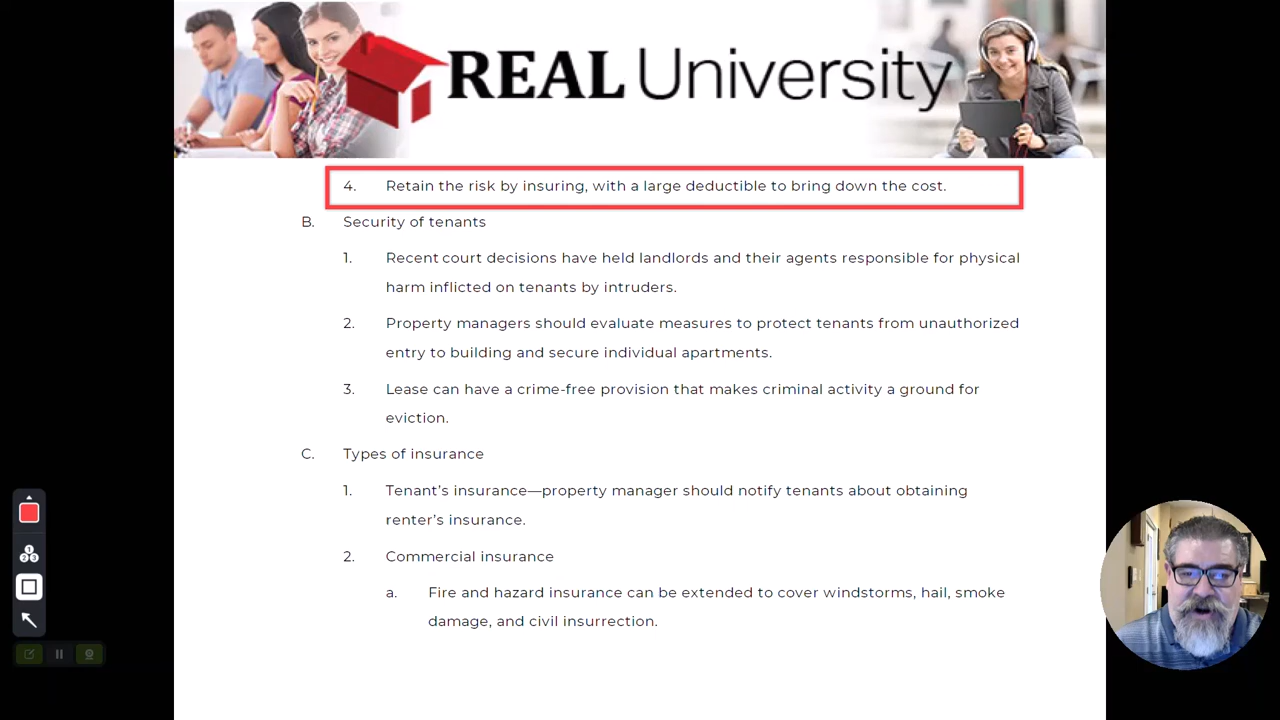 REAL University
4. Retain the risk by insuring, with a large deductible to bring down the cost.
B. Security of tenants
1. Recent court decisions have held landlords and their agents responsible for physical
harm inflicted on tenants by intruders.
2. Property managers should evaluate measures to protect tenants from unauthorized
entry to building and secure individual apartments.
3. Lease can have a crime-free provision that makes criminal activity a ground for
eviction.
C. Types of insurance
1. Tenant’s insurance—property manager should notify tenants about obtaining
renter’s insurance.
2. Commercial insurance
a. Fire and hazard insurance can be extended to cover windstorms, hail, smoke
damage, and civil insurrection.